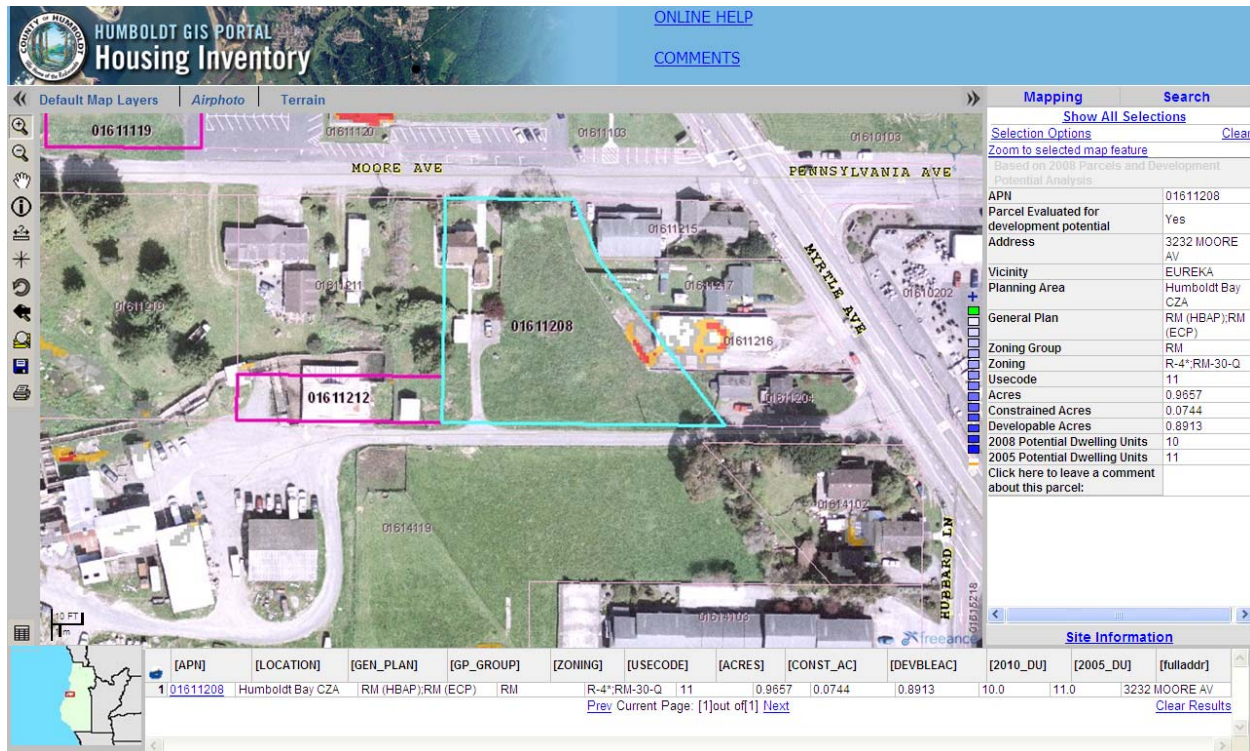 COUNTY OF HUMBOLDT
HUMBOLDT GIS PORTAL
Housing Inventory
ONLINE HELP
COMMENTS
Default Map Layers | Airphoto | Terrain
Mapping Search
Show All Selections
Selection Options Clear
Zoom to selected map feature
Based on 2008 Parcels and Development
Potential Analysis
APN 01611208
Parcel Evaluated for
development potential Yes
Address 3232 MOORE
AV
Vicinity EUREKA
Planning Area Humboldt Bay
CZA
General Plan RM (HBAP);RM
(ECP)
Zoning Group RM
Zoning R-4*;RM-30-Q
Usecode 11
Acres 0.9657
Constrained Acres 0.0744
Developable Acres 0.8913
2008 Potential Dwelling Units 10
2005 Potential Dwelling Units 11
Click here to leave a comment
about this parcel:
Site Information
01611119
01611120
01611103
01610103
MOORE AVE
PENNSYLVANIA AVE
01611215
01611211
01611217
01610202
MYRTLE AVE
01611208
01611216
01611212
01611204
01614119
01614102
HUBBARD LN
01614103
01615218
10 FT
1m
freeance
[APN] [LOCATION] [GEN_PLAN] [GP_GROUP] [ZONING] [USECODE] [ACRES] [CONST_AC] [DEVBLEAC] [2010_DU] [2005_DU] [fulladdr]
1 01611208 Humboldt Bay CZA RM (HBAP);RM (ECP) RM R-4*;RM-30-Q 11 0.9657 0.0744 0.8913 10.0 11.0 3232 MOORE AV
Prev Current Page: [1]out of[1] Next Clear Results